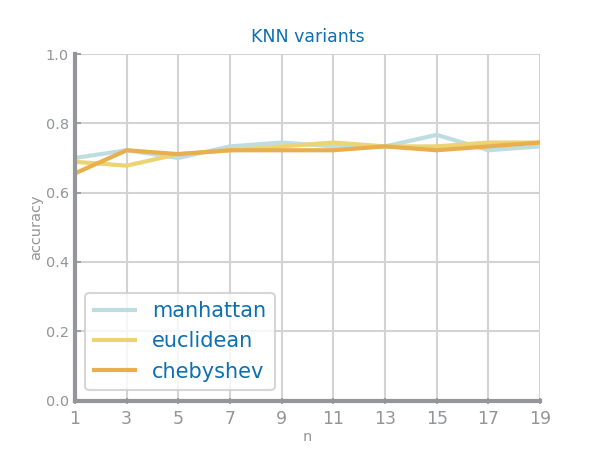 KNN variants
1.0
0.8
0.6
0.4
0.2
0.0
accuracy
manhattan
euclidean
chebyshev
1 3 5 7 9 11 13 15 17 19
n